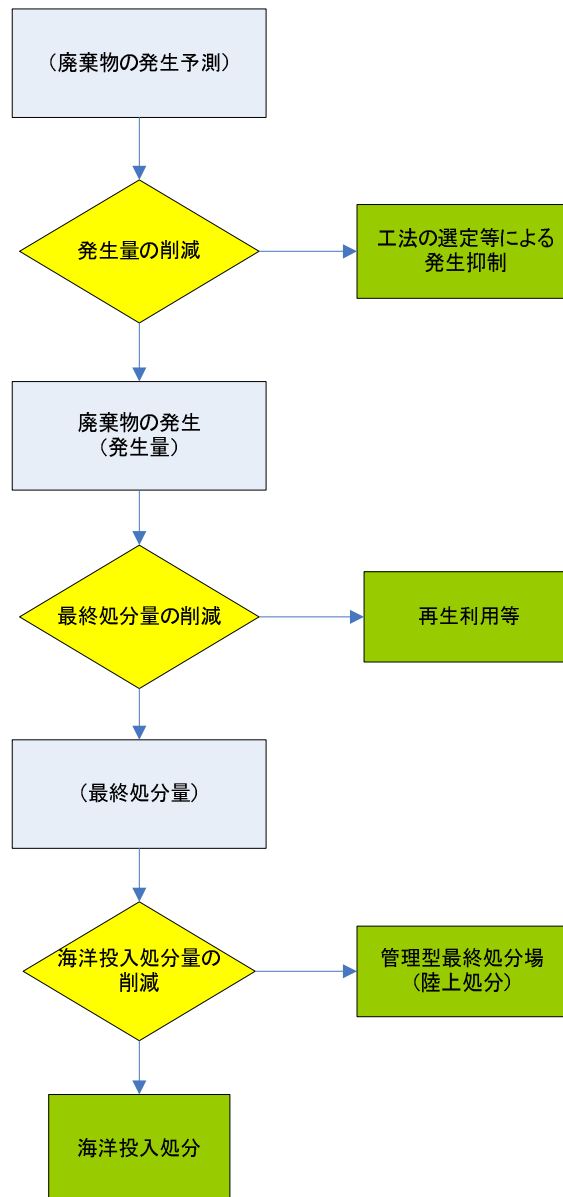 （廃棄物の発生予測）
発生量の削減
工法の選定等による
発生抑制
廃棄物の発生
（発生量）
最終処分量の削減
再生利用等
（最終処分量）
海洋投入処分量の
削減
管理型最終処分場
（陸上処分）
海洋投入処分